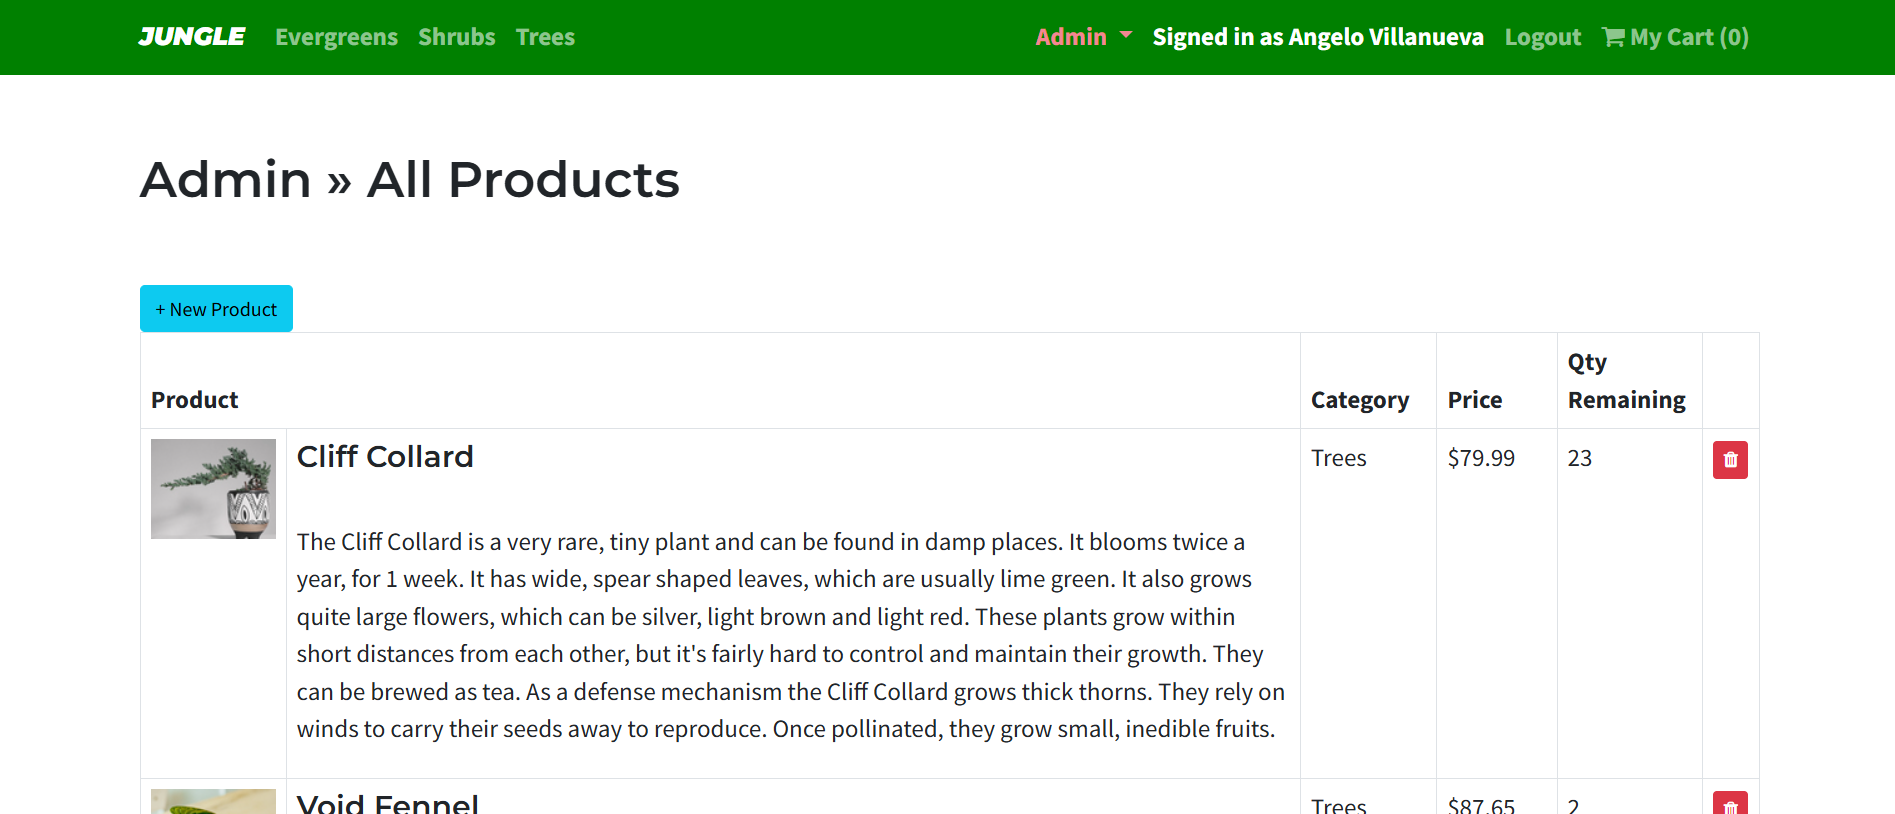 JUNGLE Evergreens Shrubs Trees Admin Signed in as Angelo Villanueva Logout My Cart (0)
Admin » All Products
+ New Product
Product Category Price Qty Remaining
Cliff Collard Trees $79.99 23
The Cliff Collard is a very rare, tiny plant and can be found in damp places. It blooms twice a
year, for 1 week. It has wide, spear shaped leaves, which are usually lime green. It also grows
quite large flowers, which can be silver, light brown and light red. These plants grow within
short distances from each other, but it's fairly hard to control and maintain their growth. They
can be brewed as tea. As a defense mechanism the Cliff Collard grows thick thorns. They rely on
winds to carry their seeds away to reproduce. Once pollinated, they grow small, inedible fruits.
Void Fennel Trees $87.65 2